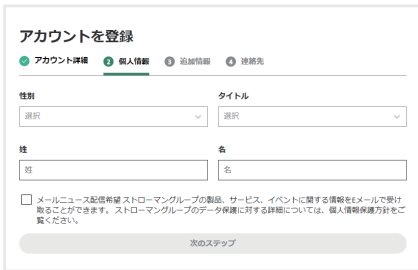 アカウントを登録
アカウント詳細 2 個人情報 3 追加情報 4 連絡先
性別 タイトル
選択 選択
姓 名
姓 名
メールニュース配信希望 ストローマングループの製品、サービス、イベントに関する情報をEメールで受け
取ることができます。 ストローマングループのデータ保護に対する詳細については、個人情報保護方針をご
覧ください。
次のステップ